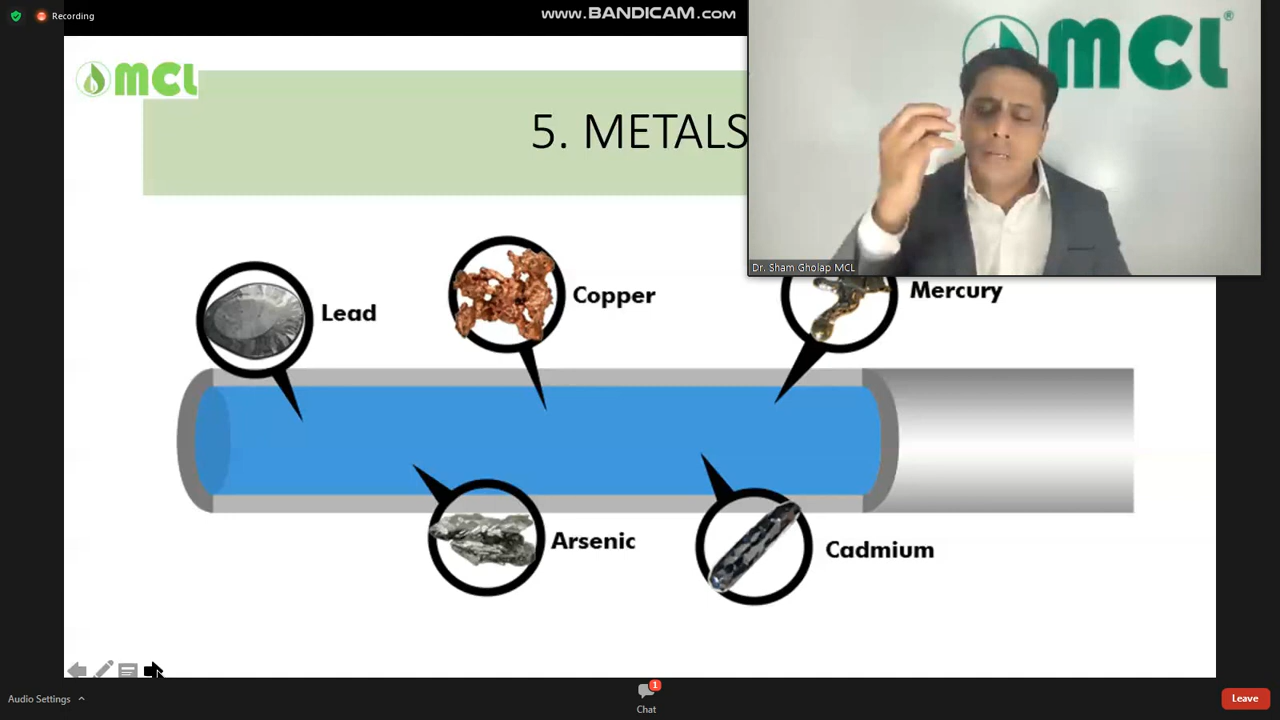 Recording
www.BANDICAM.com
MCL
MCL®
5. METALS
Dr. Sham Gholap MCL
Lead
Copper
Mercury
Arsenic
Cadmium
Audio Settings
1
Chat
Leave